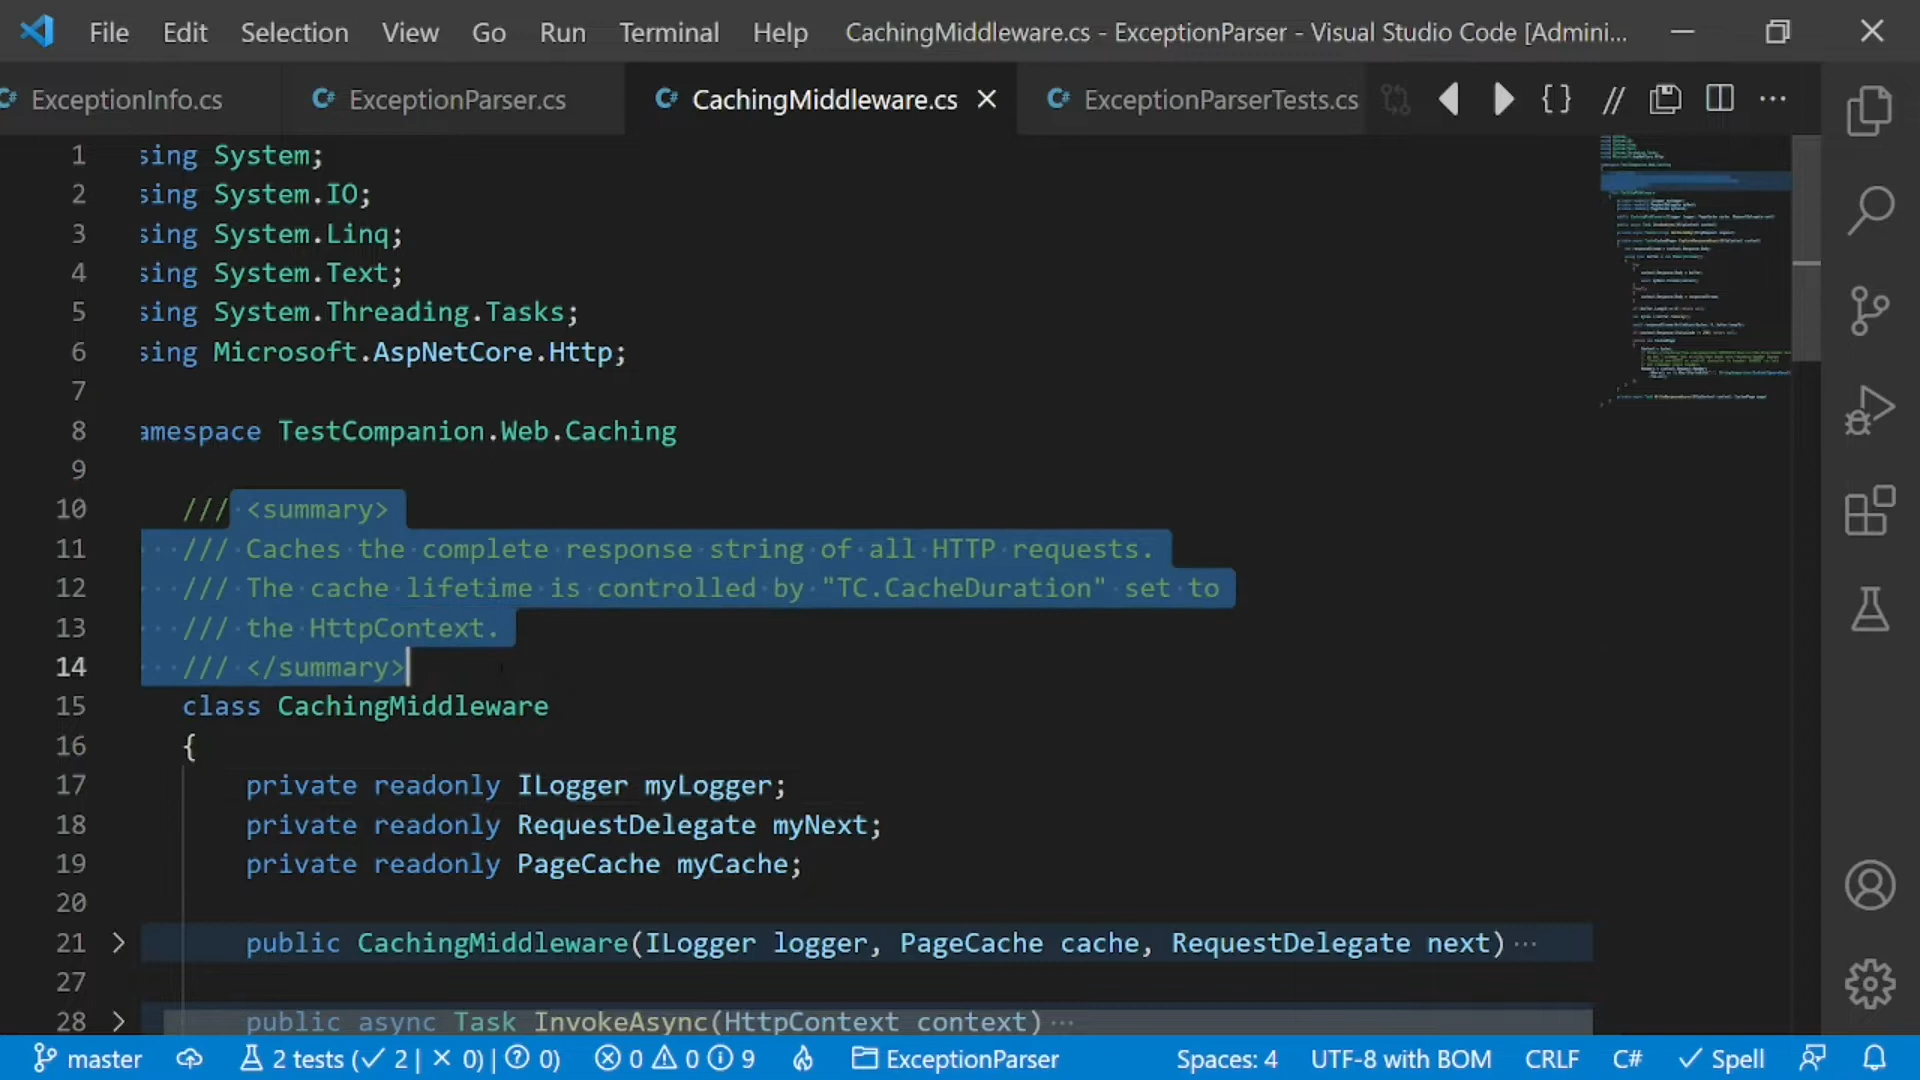 File Edit Selection View Go Run Terminal Help CachingMiddleware.cs - ExceptionParser - Visual Studio Code [Admini...
ExceptionInfo.cs ExceptionParser.cs CachingMiddleware.cs ExceptionParserTests.cs
1 sing System;
2 sing System.IO;
3 sing System.Linq;
4 sing System.Text;
5 sing System.Threading.Tasks;
6 sing Microsoft.AspNetCore.Http;
7
8 amespace TestCompanion.Web.Caching
9
10 /// <summary>
11 /// Caches the complete response string of all HTTP requests.
12 /// The cache lifetime is controlled by "TC.CacheDuration" set to
13 /// the HttpContext.
14 /// </summary>
15 class CachingMiddleware
16 {
17 private readonly ILogger myLogger;
18 private readonly RequestDelegate myNext;
19 private readonly PageCache myCache;
20
21 public CachingMiddleware(ILogger logger, PageCache cache, RequestDelegate next)...
27
28 public async Task InvokeAsync(HttpContext context)...
master 2 tests (✓ 2 | × 0) | ? 0) 0 0 9 ExceptionParser Spaces: 4 UTF-8 with BOM CRLF C# ✓ Spell